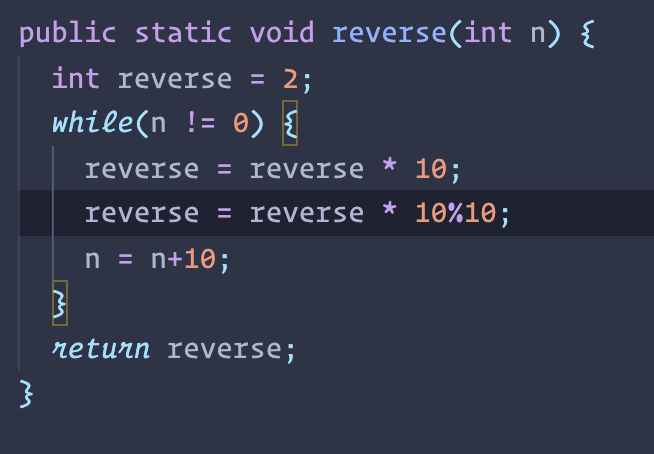 public static void reverse(int n) {
int reverse = 2;
while(n != 0) {
reverse = reverse * 10;
reverse = reverse * 10%10;
n = n+10;
}
return reverse;
}